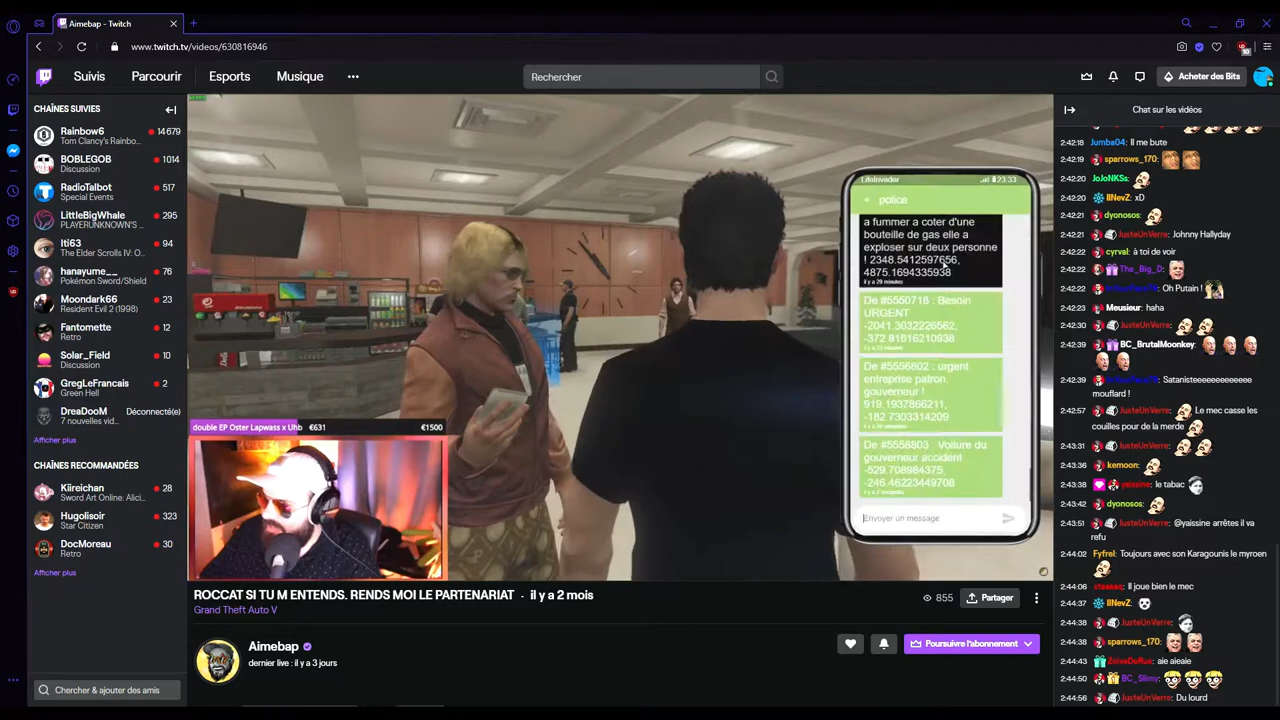 Aimebap - Twitch
www.twitch.tv/videos/630816946
10
Suivis
Parcourir
Esports
Musique
Rechercher
Acheter des Bits
CHAÎNES SUIVIES
Rainbow6
14 679
Tom Clancy's Rainbo...
BOBLEGOB
1014
Discussion
RadioTalbot
517
Special Events
LittleBigWhale
295
PLAYERUNKNOWN'S...
Iti63
94
The Elder Scrolls IV: O...
hanayume__
76
Minecraft
Moondark66
23
Resident Evil 2 (1998)
Fantometте
12
Retro
Solar_Field
10
Discussion
GregLeFrancais
2
Green Hell
DreaDooM
Déconnecté(e)
7 nouvelles vid...
Afficher plus
CHAÎNES RECOMMANDÉES
Kiireichan
28
Sword Art Online: Alici...
Hugolisoir
323
Star Citizen
DocMoreau
30
Retro
Afficher plus
Chercher & ajouter des amis
LifeInvader
23:33
police
a fummer a coter d'une
bouteille de gas elle a
exploser sur deux personne
! 2348.5412597656,
4875.1694335938
il y a 29 minutes
De #5550718 : Besoin
URGENT
-2041.3032226562,
-372.81616210938
De #5556802 : urgent
entreprise patron,
gouverneur !
919.1937866211,
-182.7303314209
De #5558803 : Voiture du
gouverneur accident
-529.708984375,
-246.46223449708
Envoyer un message
double EP Oster Lapwass x Uhb
€631
€1500
ROCCAT SI TU M ENTENDS. RENDS MOI LE PARTENARIAT - il y a 2 mois
Grand Theft Auto V
855
Partager
Aimebap
dernier live : il y a 3 jours
Poursuivre l'abonnement
Chat sur les vidéos
2:42:18
Jumba04: Il me bute
2:42:19
sparrows_170:
2:42:20
JoJoNKSs:
2:42:20
IlNevZ: xD
2:42:21
dyonosos:
2:42:21
JusteUnVerre: Johnny Hallyday
2:42:22
cyrval: à toi de voir
2:42:22
The_Big_D:
2:42:22
Oh Putain !
2:42:23
Meusieur: haha
2:42:30
JusteUnVerre:
2:42:39
BC_BrutalMoonkey:
2:42:39
Satanisteeeeeeeeeeee
mouflard !
2:42:57
JusteUnVerre: Le mec casses les
couilles pour de la merde
2:43:31
JusteUnVerre:
2:43:36
kemoon:
2:43:38
yaissine: le tabac
2:43:42
dyonosos:
2:43:51
JusteUnVerre: @yaissine arrêtes il va
refu
2:44:02
Fyfrel: Toujours avec son Karagounis le myroen
2:44:06
Il joue bien le mec
2:44:37
IlNevZ:
2:44:38
JusteUnVerre:
2:44:38
sparrows_170:
2:44:43
ZoiveDuRus: aie aieaie
2:44:50
BC_Slimy:
2:44:56
JusteUnVerre: Du lourd